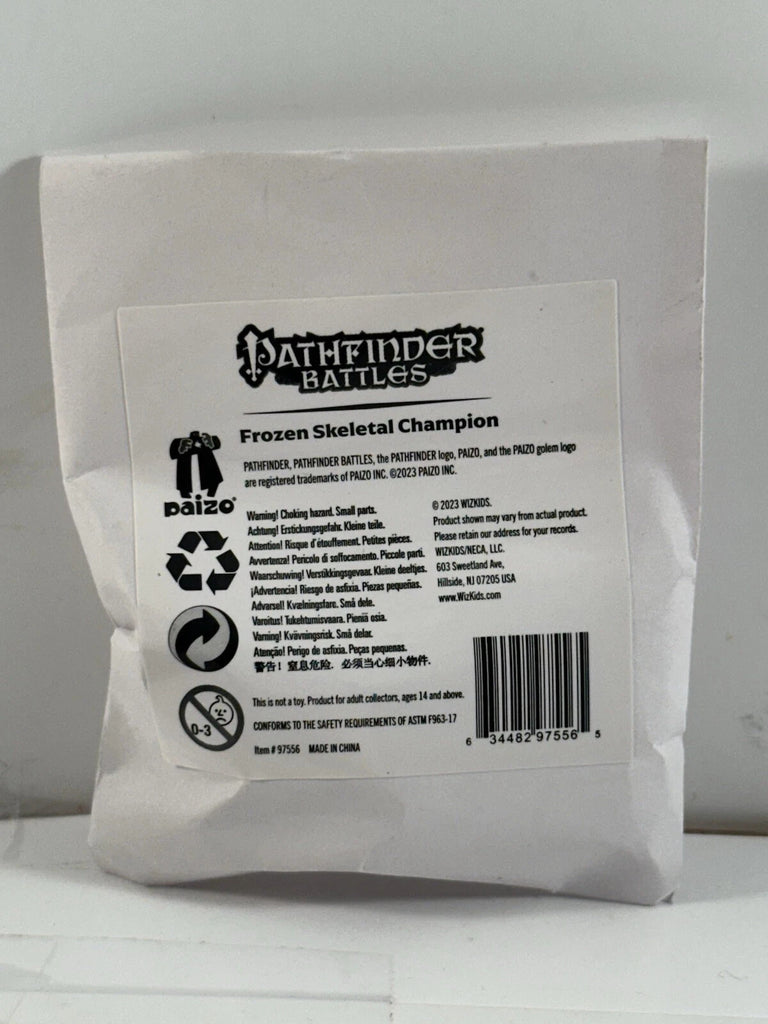 PATHFINDER
BATTLES
Frozen Skeletal Champion
PATHFINDER, PATHFINDER BATTLES, the PATHFINDER logo, PAIZO, and the PAIZO golem logo
are registered trademarks of PAIZO INC. ©2023 PAIZO INC.
paizo®
Warning! Choking hazard. Small parts.
Achtung! Erstickungsgefahr. Kleine teile.
Attention! Risque d'étouffement. Petites pièces.
Avvertenza! Pericolo di soffocamento. Piccole parti.
Waarschuwing! Verstikkingsgevaar. Kleine deeltjes.
¡Advertencia! Riesgo de asfixia. Piezas pequeñas.
Advarsel! Kvælningsfare. Små dele.
Varoitus! Tukehtumisvaara. Pieniä osia.
Varning! Kvävningsrisk. Små delar.
Atenção! Perigo de asfixia. Peças pequenas.
警告! 窒息危险. 必须当心细小物件.
© 2023 WIZKIDS.
Product shown may vary from actual product.
Please retain our address for your records.
WIZKIDS/NECA, LLC.
603 Sweetland Ave,
Hillside, NJ 07205 USA
www.WizKids.com
0-3
This is not a toy. Product for adult collectors, ages 14 and above.
CONFORMS TO THE SAFETY REQUIREMENTS OF ASTM F963-17
Item # 97556 MADE IN CHINA
6 34482 97556 5